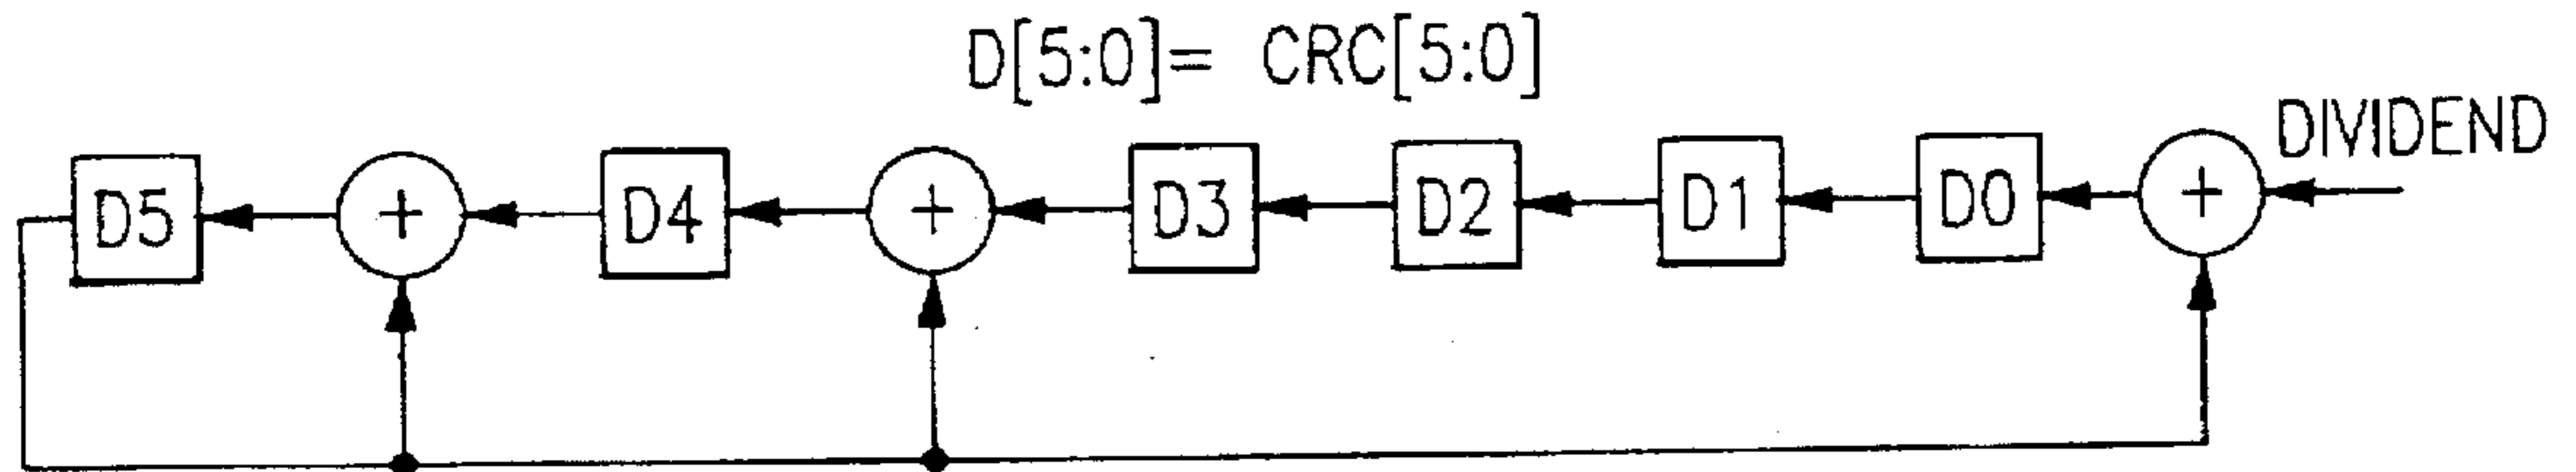 D[5:0]= CRC[5:0]
DIVIDEND
D5 + D4 + D3 D2 D1 D0 +